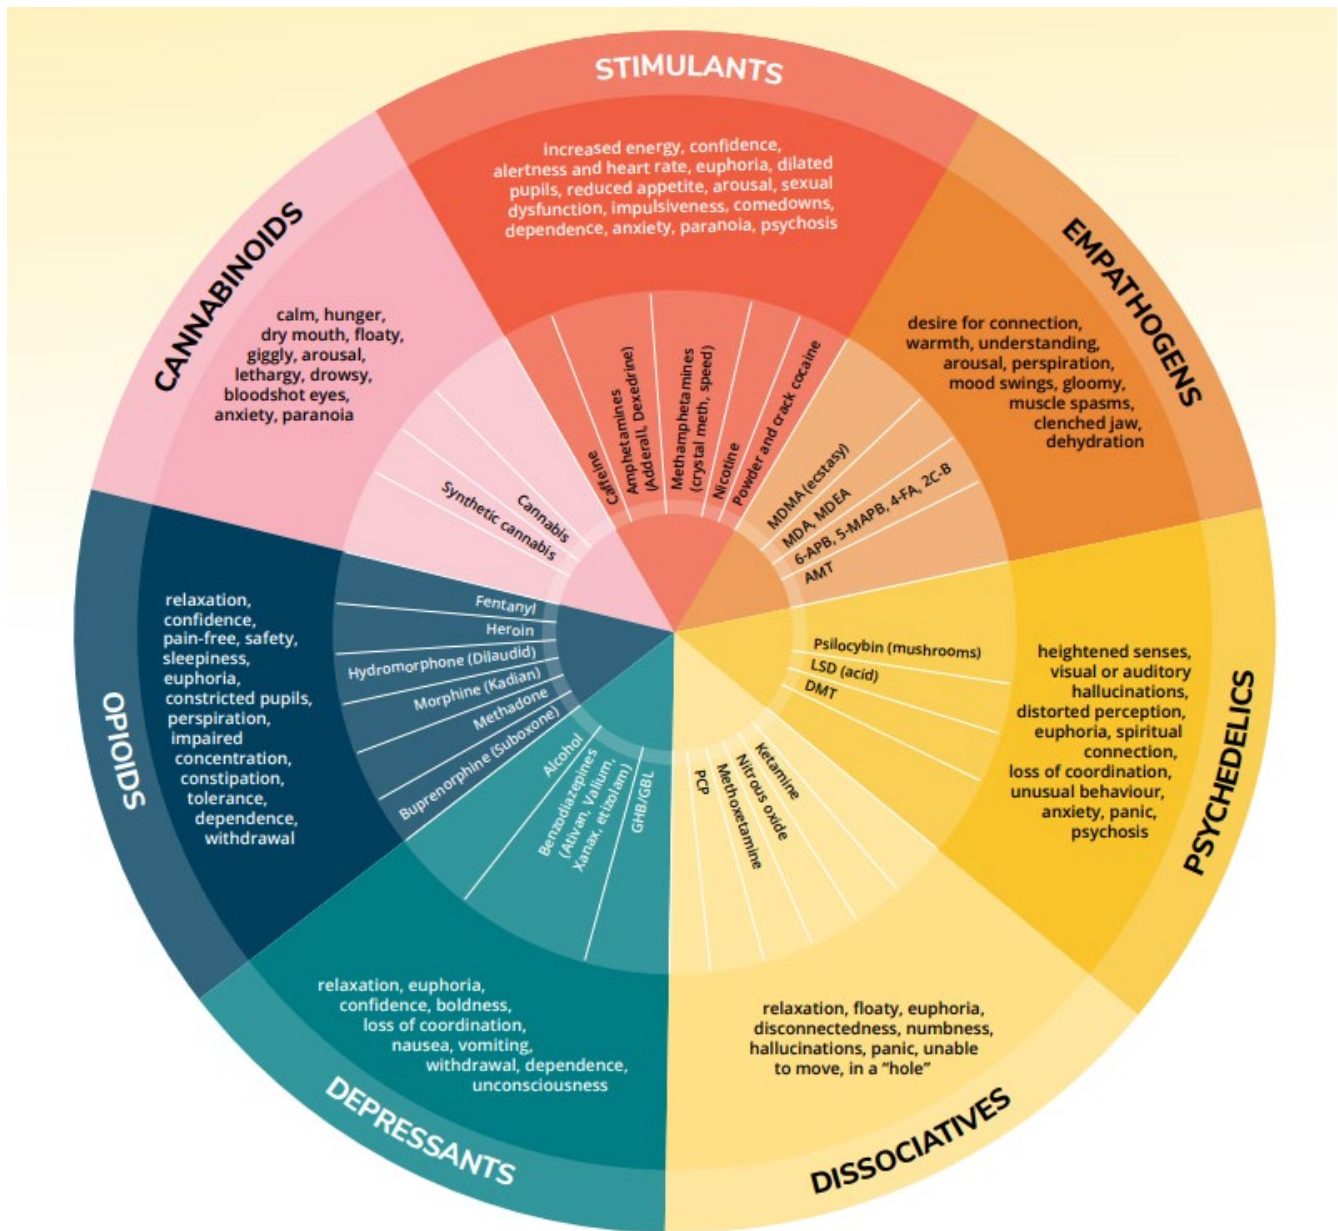 STIMULANTS
increased energy, confidence,
alertness and heart rate, euphoria, dilated
pupils, reduced appetite, arousal, sexual
dysfunction, impulsiveness, comedowns,
dependence, anxiety, paranoia, psychosis
Caffeine
Amphetamines
(Adderall, Dexedrine)
Methamphetamines
(crystal meth, speed)
Nicotine
Powder and crack cocaine
EMPATHOGENS
desire for connection,
warmth, understanding,
arousal, perspiration,
mood swings, gloomy,
muscle spasms,
clenched jaw,
dehydration
MDMA (ecstasy)
MDA, MDEA
6-APB, 5-MAPB, 4-FA, 2C-B
AMT
PSYCHEDELICS
heightened senses,
visual or auditory
hallucinations,
distorted perception,
euphoria, spiritual
connection,
loss of coordination,
unusual behaviour,
anxiety, panic,
psychosis
Psilocybin (mushrooms)
LSD (acid)
DMT
DISSOCIATIVES
relaxation, floaty, euphoria,
disconnectedness, numbness,
hallucinations, panic, unable
to move, in a “hole”
Ketamine
Nitrous oxide
Methoxetamine
PCP
DEPRESSANTS
relaxation, euphoria,
confidence, boldness,
loss of coordination,
nausea, vomiting,
withdrawal, dependence,
unconsciousness
Alcohol
Benzodiazepines
(Ativan, Valium,
Xanax, etizolam)
GHB/GBL
OPIOIDS
relaxation,
confidence,
pain-free, safety,
sleepiness,
euphoria,
constricted pupils,
perspiration,
impaired
concentration,
constipation,
tolerance,
dependence,
withdrawal
Fentanyl
Heroin
Hydromorphone (Dilaudid)
Morphine (Kadian)
Methadone
Buprenorphine (Suboxone)
CANNABINOIDS
calm, hunger,
dry mouth, floaty,
giggly, arousal,
lethargy, drowsy,
bloodshot eyes,
anxiety, paranoia
Cannabis
Synthetic cannabis